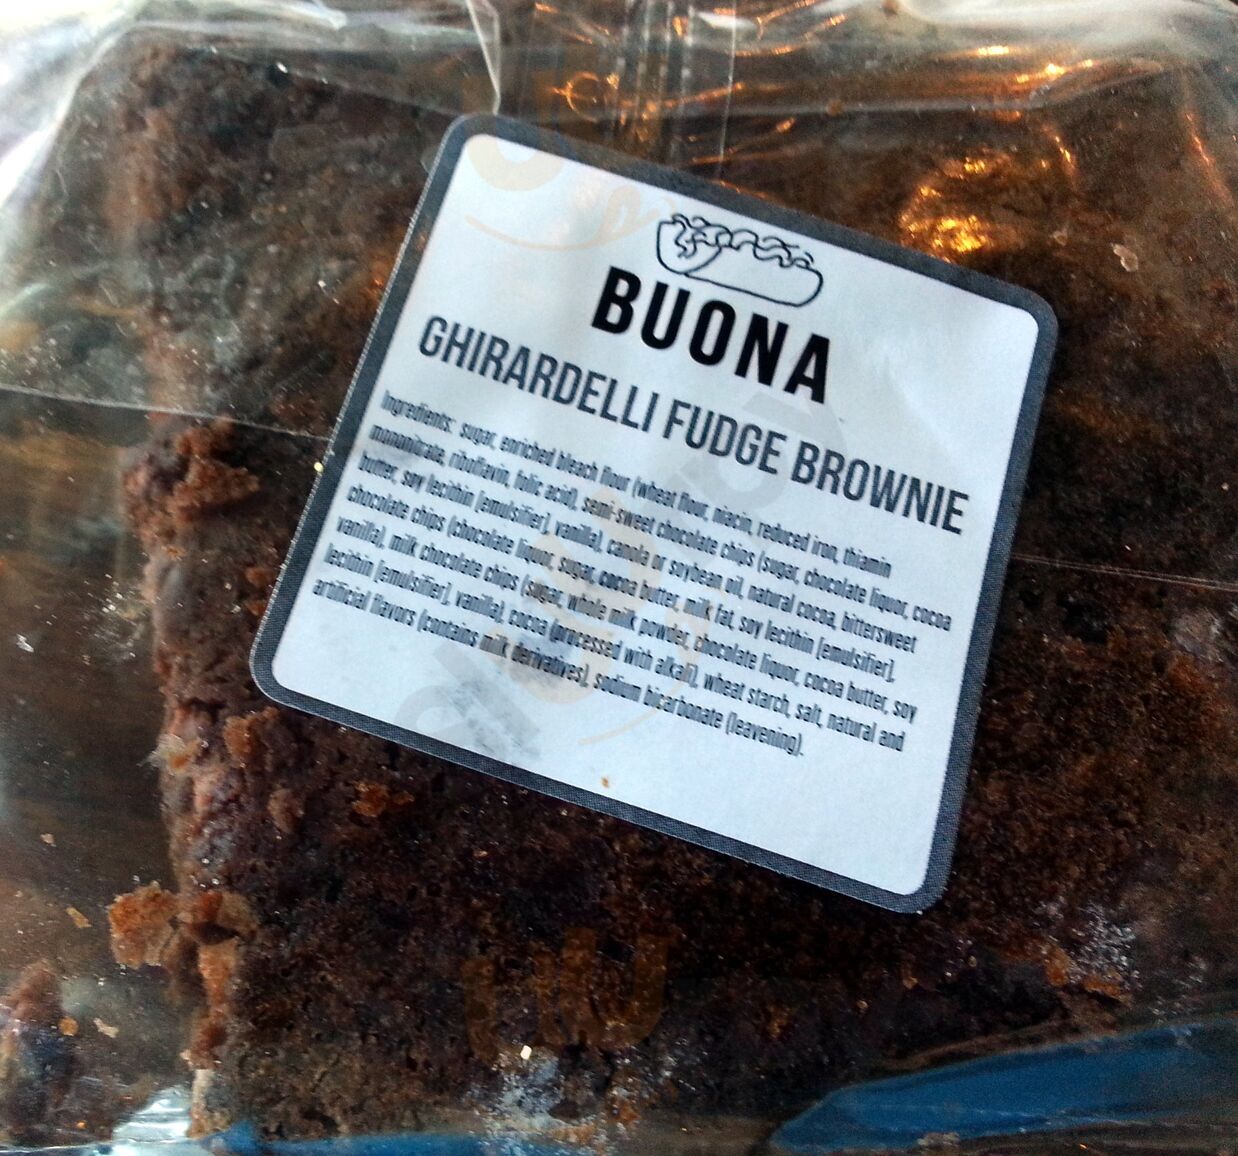 BUONA
GHIRARDELLI FUDGE BROWNIE
Ingredients: sugar, enriched bleach flour (wheat flour, niacin, reduced iron, thiamin
mononitrate, riboflavin, folic acid), semi-sweet chocolate chips (sugar, chocolate liquor, cocoa
butter, soy lecithin [emulsifier], vanilla), canola or soybean oil, natural cocoa, bittersweet
chocolate chips (chocolate liquor, sugar, cocoa butter, milk fat, soy lecithin [emulsifier],
vanilla), milk chocolate chips (sugar, whole milk powder, chocolate liquor, cocoa butter, soy
lecithin [emulsifier], vanilla), cocoa (processed with alkali), wheat starch, salt, natural and
artificial flavors (contains milk derivatives), sodium bicarbonate (leavening).